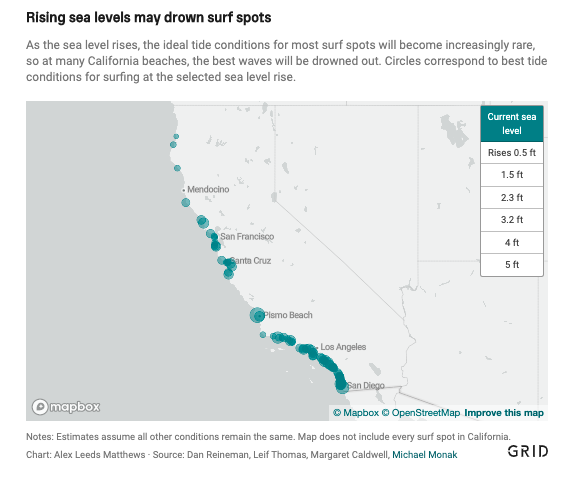 Rising sea levels may drown surf spots
As the sea level rises, the ideal tide conditions for most surf spots will become increasingly rare,
so at many California beaches, the best waves will be drowned out. Circles correspond to best tide
conditions for surfing at the selected sea level rise.
Current sea
level
Rises 0.5 ft
1.5 ft
2.3 ft
3.2 ft
4 ft
5 ft
Mendocino
San Francisco
Santa Cruz
Pismo Beach
Los Angeles
San Diego
mapbox
© Mapbox © OpenStreetMap Improve this map
Notes: Estimates assume all other conditions remain the same. Map does not include every surf spot in California.
Chart: Alex Leeds Matthews · Source: Dan Reineman, Leif Thomas, Margaret Caldwell, Michael Monak
GRID